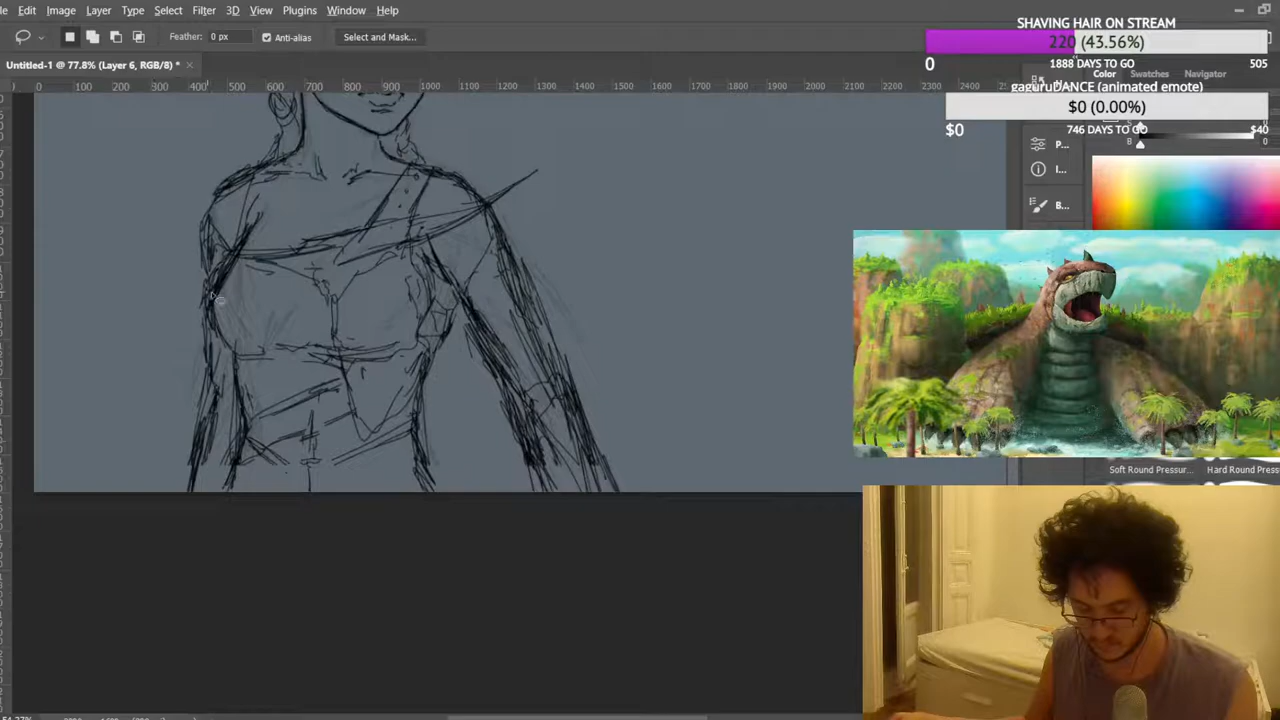 Edit Image Layer Type Select Filter 3D View Plugins Window Help
Feather: 0 px Anti-alias Select and Mask...
SHAVING HAIR ON STREAM
220 (43.56%)
0 1888 DAYS TO GO 505
Untitled-1 @ 77.8% (Layer 6, RGB/8) * ×
Color Swatches Navigator
gaguruDANCE (animated emote)
$0 (0.00%)
$0 746 DAYS TO GO $40
0 100 200 300 400 500 600 700 800 900 1000 1100 1200 1300 1400 1500 1600 1700 1800 1900 2000 2100 2200 2300 2400
B
0
P...
I...
B...
Soft Round Pressur... Hard Round Press